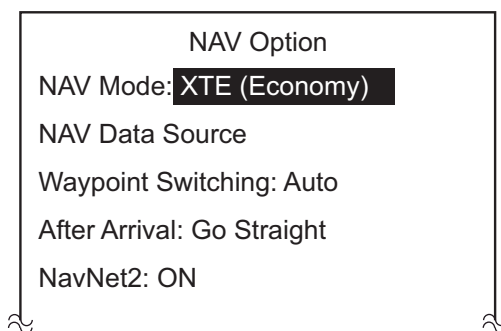 NAV Option
NAV Mode: XTE (Economy)
NAV Data Source
Waypoint Switching: Auto
After Arrival: Go Straight
NavNet2: ON